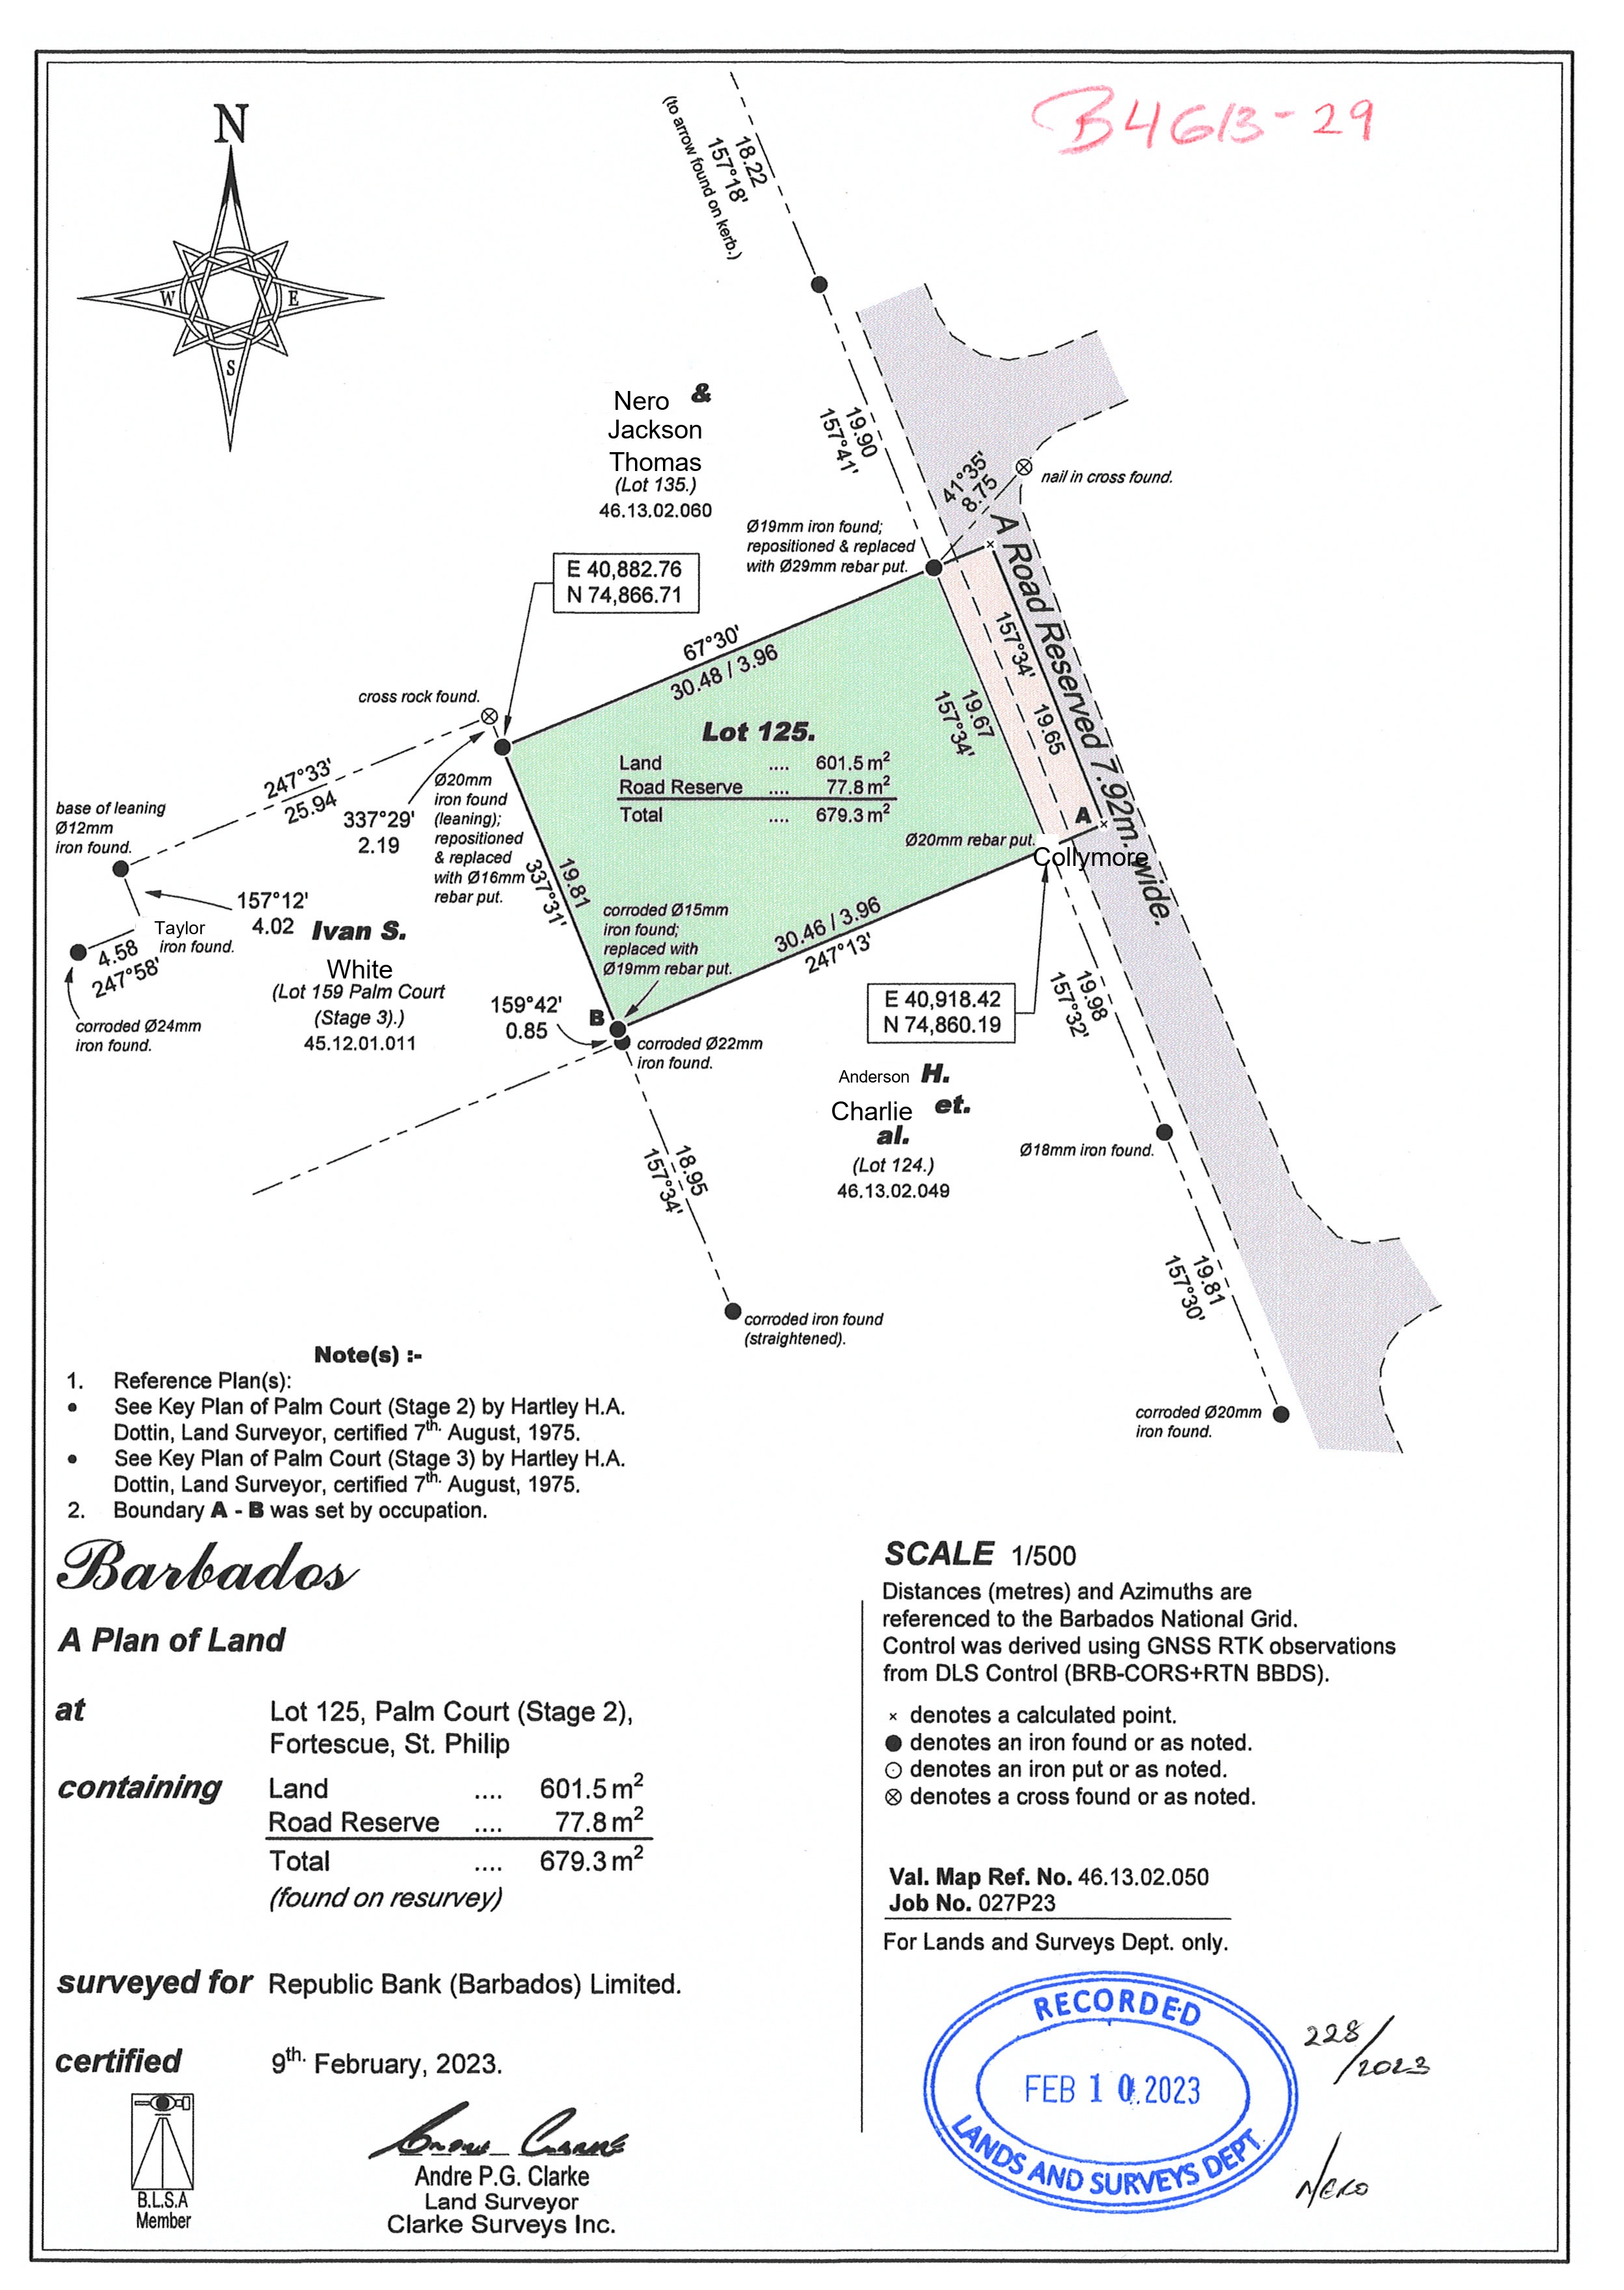 B4613-29
N
W
E
S
18.22
157°18'
(to arrow found on kerb.)
19.90
157°41'
Nero &
Jackson
Thomas
(Lot 135.)
46.13.02.060
41°35'
8.75
nail in cross found.
Ø19mm iron found;
repositioned & replaced
with Ø29mm rebar put.
A Road Reserved 7.92m. wide.
E 40,882.76
N 74,866.71
67°30'
30.48 / 3.96
157°34'
19.65
19.67
157°34'
cross rock found.
Lot 125.
Land .... 601.5 m²
Road Reserve .... 77.8 m²
Total .... 679.3 m²
247°33'
25.94
337°29'
2.19
Ø20mm
iron found
(leaning);
repositioned
& replaced
with Ø16mm
rebar put.
base of leaning
Ø12mm
iron found.
A
Ø20mm rebar put.
Collymore
19.81
337°31'
157°12'
4.02
Taylor
iron found.
4.58
247°58'
Ivan S.
White
(Lot 159 Palm Court
(Stage 3).)
45.12.01.011
corroded Ø24mm
iron found.
corroded Ø15mm
iron found;
replaced with
Ø19mm rebar put.
30.46 / 3.96
247°13'
159°42'
0.85
B
corroded Ø22mm
iron found.
E 40,918.42
N 74,860.19
19.98
157°32'
Anderson H.
Charlie et.
al.
(Lot 124.)
46.13.02.049
Ø18mm iron found.
18.95
157°34'
19.81
157°30'
corroded iron found
(straightened).
corroded Ø20mm
iron found.
Note(s) :-
1. Reference Plan(s):
• See Key Plan of Palm Court (Stage 2) by Hartley H.A.
Dottin, Land Surveyor, certified 7th. August, 1975.
• See Key Plan of Palm Court (Stage 3) by Hartley H.A.
Dottin, Land Surveyor, certified 7th. August, 1975.
2. Boundary A - B was set by occupation.
Barbados
A Plan of Land
at Lot 125, Palm Court (Stage 2),
Fortescue, St. Philip
containing Land .... 601.5 m²
Road Reserve .... 77.8 m²
Total .... 679.3 m²
(found on resurvey)
surveyed for Republic Bank (Barbados) Limited.
certified 9th. February, 2023.
B.L.S.A
Member
Andre P.G. Clarke
Land Surveyor
Clarke Surveys Inc.
SCALE 1/500
Distances (metres) and Azimuths are
referenced to the Barbados National Grid.
Control was derived using GNSS RTK observations
from DLS Control (BRB-CORS+RTN BBDS).
× denotes a calculated point.
● denotes an iron found or as noted.
⊙ denotes an iron put or as noted.
⊗ denotes a cross found or as noted.
Val. Map Ref. No. 46.13.02.050
Job No. 027P23
For Lands and Surveys Dept. only.
RECORDED
FEB 10 2023
LANDS AND SURVEYS DEPT
228/2023
Nero